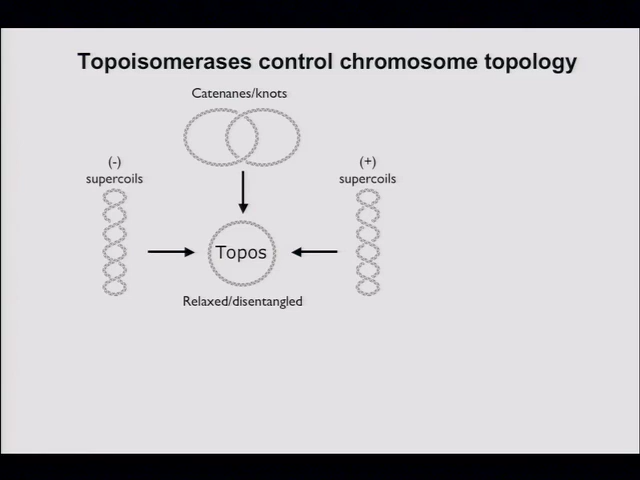 Topoisomerases control chromosome topology
Catenanes/knots
(-)
supercoils
(+)
supercoils
Topos
Relaxed/disentangled